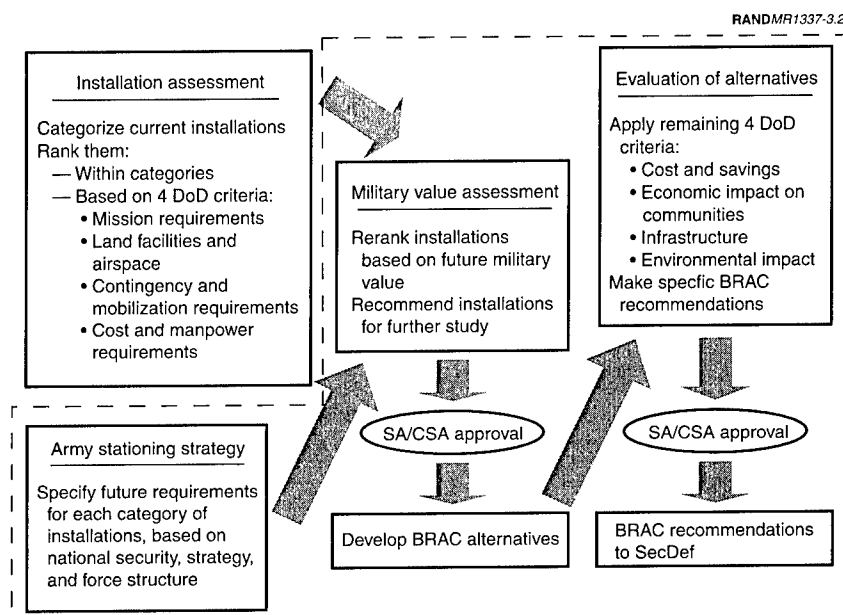 RANDMR1337-3.2
Installation assessment
Categorize current installations
Rank them:
— Within categories
— Based on 4 DoD criteria:
• Mission requirements
• Land facilities and
airspace
• Contingency and
mobilization requirements
• Cost and manpower
requirements
Army stationing strategy
Specify future requirements
for each category of
installations, based on
national security, strategy,
and force structure
Military value assessment
Rerank installations
based on future military
value
Recommend installations
for further study
SA/CSA approval
Develop BRAC alternatives
Evaluation of alternatives
Apply remaining 4 DoD
criteria:
• Cost and savings
• Economic impact on
communities
• Infrastructure
• Environmental impact
Make specfic BRAC
recommendations
SA/CSA approval
BRAC recommendations
to SecDef